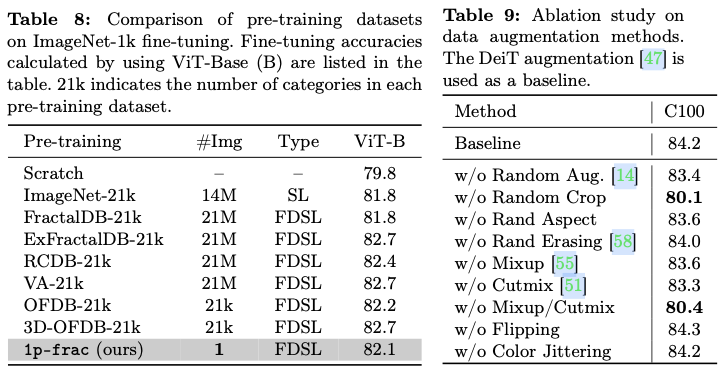 Table 8: Comparison of pre-training datasets
on ImageNet-1k fine-tuning. Fine-tuning accuracies
calculated by using ViT-Base (B) are listed in the
table. 21k indicates the number of categories in each
pre-training dataset.
Pre-training #Img Type ViT-B
Scratch – – 79.8
ImageNet-21k 14M SL 81.8
FractalDB-21k 21M FDSL 81.8
ExFractalDB-21k 21M FDSL 82.7
RCDB-21k 21M FDSL 82.4
VA-21k 21M FDSL 82.7
OFDB-21k 21k FDSL 82.2
3D-OFDB-21k 21k FDSL 82.7
1p-frac (ours) 1 FDSL 82.1
Table 9: Ablation study on
data augmentation methods.
The DeiT augmentation [47] is
used as a baseline.
Method C100
Baseline 84.2
w/o Random Aug. [14] 83.4
w/o Random Crop 80.1
w/o Rand Aspect 83.6
w/o Rand Erasing [58] 84.0
w/o Mixup [55] 83.6
w/o Cutmix [51] 83.3
w/o Mixup/Cutmix 80.4
w/o Flipping 84.3
w/o Color Jittering 84.2